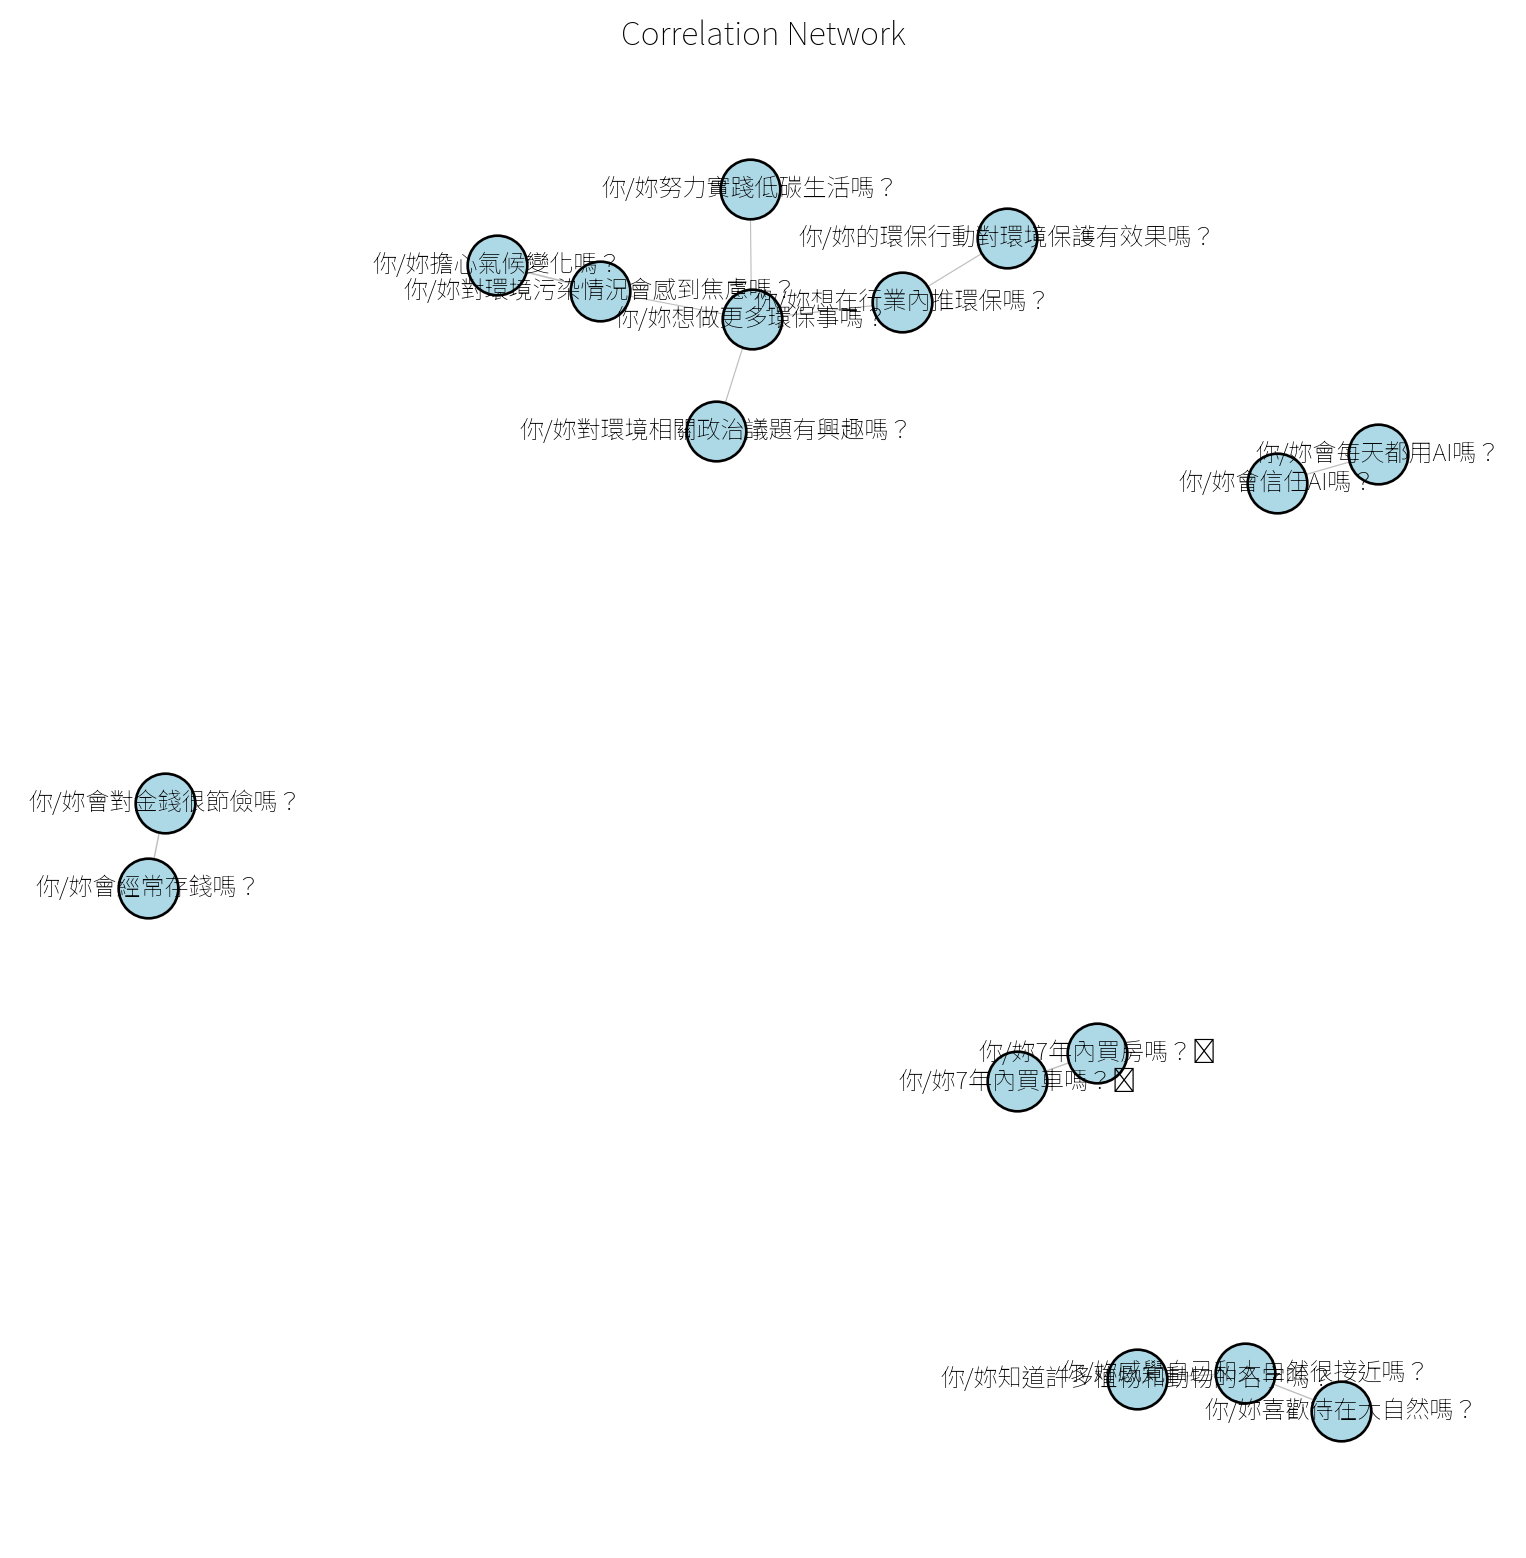 Correlation Network
你/妳努力實踐低碳生活嗎？
你/妳的環保行動對環境保護有效果嗎？
你/妳擔心氣候變化嗎？
你/妳對環境污染情況會感到焦慮嗎？
你/妳想在行業內推環保嗎？
你/妳想做更多環保事嗎？
你/妳對環境相關政治議題有興趣嗎？
你/妳會每天都用AI嗎？
你/妳會信任AI嗎？
你/妳會對金錢很節儉嗎？
你/妳會經常存錢嗎？
你/妳7年內買房嗎？
你/妳7年內買車嗎？
你/妳感覺自己和大自然很接近嗎？
你/妳知道許多植物和動物的名字嗎？
你/妳喜歡待在大自然嗎？